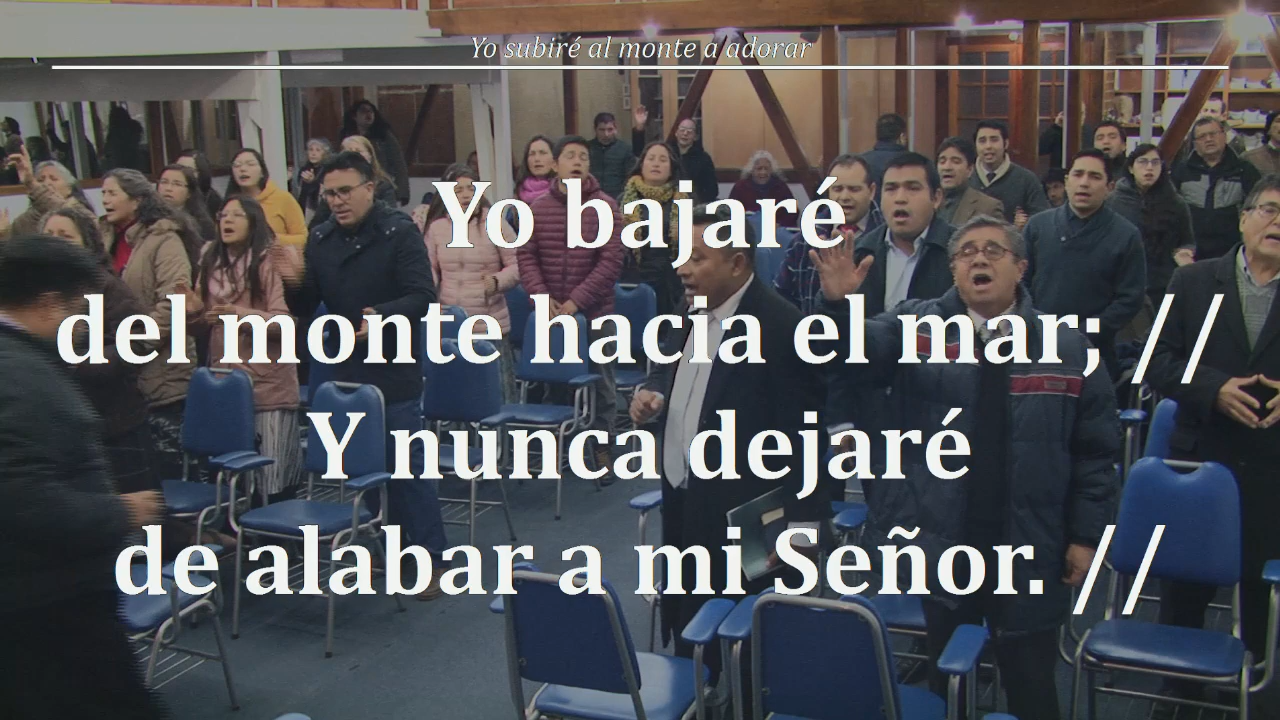 Yo subiré al monte a adorar
Yo bajaré
del monte hacia el mar; //
Y nunca dejaré
de alabar a mi Señor. //